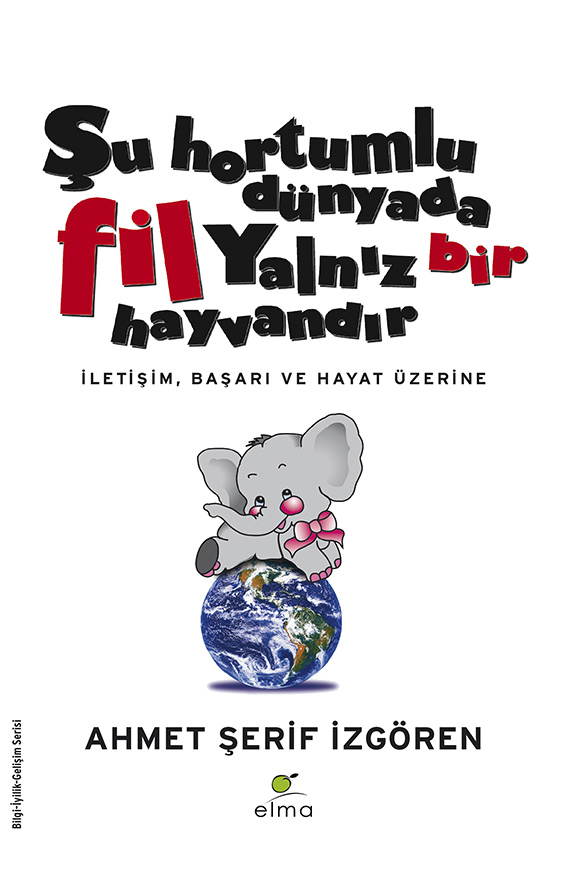 Şu hortumlu
dünyada
fil Yalnız bir
hayvandır
İLETİŞİM, BAŞARI VE HAYAT ÜZERİNE
AHMET ŞERİF İZGÖREN
elma
Bilgi-İyilik-Gelişim Serisi